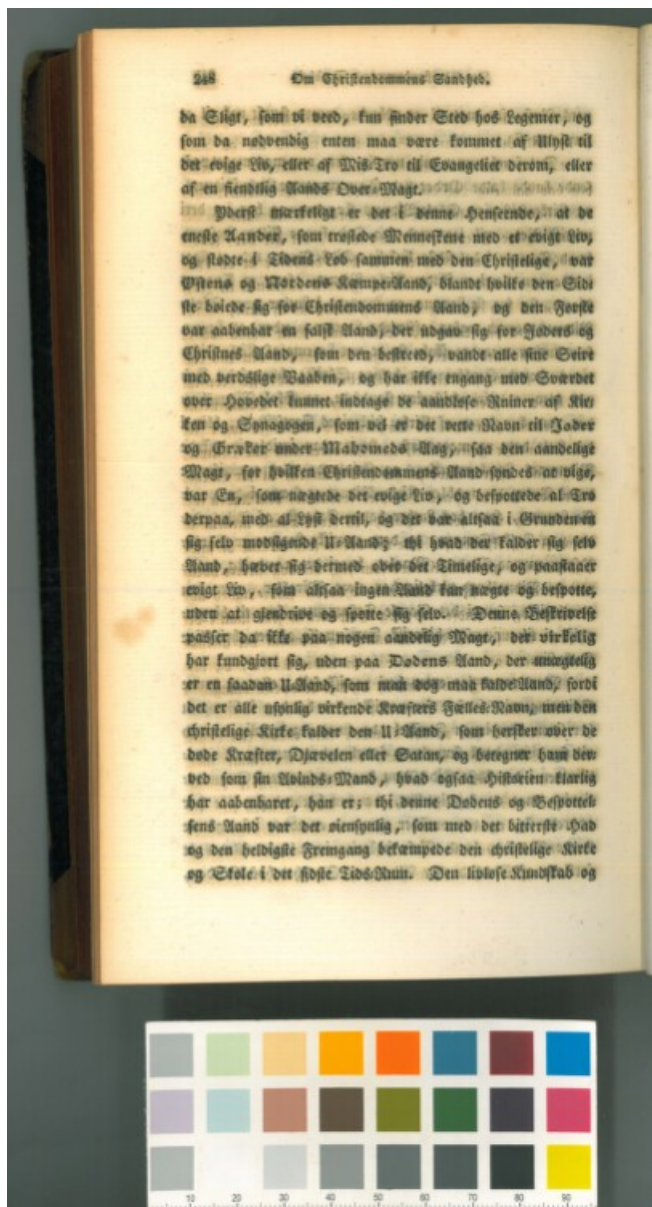 248 Om Christendommens Sandhed.
da Sligt, som vi veed, kun finder Sted hos Legemer, og
som da nødvendig enten maa være kommet af Ulyst til
det evige Liv, eller af Mis-Tro til Evangeliet derom, eller
af en fiendtlig Aands Over-Magt.
Yderst mærkeligt er det i denne Henseende, at de
eneste Aander, som trøstede Menneskene med et evigt Liv,
og stødte i Tidens Løb sammen med den Christelige, var
Østens og Nordens Kæmpe-Aand, blandt hvilke den Sid-
ste bøiede sig for Christendommens Aand, og den Første
var aabenbar en falsk Aand, der udgav sig for Jøders og
Christnes Aand, som den bestreed, vandt alle sine Seire
med verdslige Vaaben, og har ikke engang med Sværdet
over Hovedet kunnet indtage de aandløse Ruiner af Kir-
ken og Synagogen, som vel er det rette Navn til Jøder
og Græker under Mahomeds Aag, saa den aandelige
Magt, for hvilken Christendommens Aand syndes at vige,
var En, som nægtede det evige Liv, og bespottede al Tro
derpaa, med al Lyst dertil, og det var altsaa i Grunden en
sig selv modsigende U-Aand; thi hvad der kalder sig selv
Aand, hæver sig dermed over det Timelige, og paastaaer
evigt Liv, som altsaa ingen Aand kan nægte og bespotte,
uden at gjendrive og spotte sig selv. Denne Beskrivelse
passer da ikke paa nogen aandelig Magt, der virkelig
har kundgjort sig, uden paa Dødens Aand, der unægtelig
er en saadan U-Aand, som man dog maa kalde Aand, fordi
det er alle usynlig virkende Kræfters Fælles-Navn, men den
christelige Kirke kalder den U-Aand, som hersker over de
døde Kræfter, Djævelen eller Satan, og betegner ham der-
ved som sin Avinds-Mand, hvad ogsaa Historien klarlig
har aabenbaret, han er; thi denne Dødens og Bespottel-
sens Aand var det øiensynlig, som med det bitterste Had
og den heldigste Fremgang bekæmpede den christelige Kirke
og Skole i det sidste Tids-Rum. Den livløse Kundskab og
10 20 30 40 50 60 70 80 90